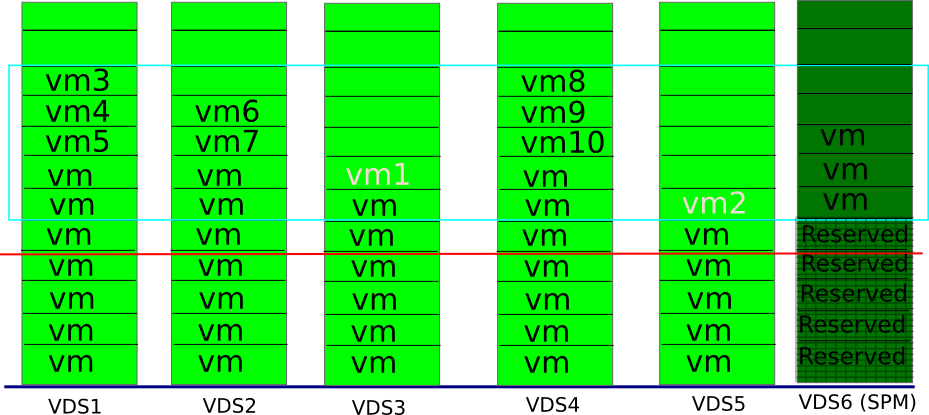 vm3 vm8
vm4 vm6 vm9
vm5 vm7 vm10 vm
vm vm vm1 vm vm
vm vm vm vm vm2 vm
vm vm vm vm vm Reserved
vm vm vm vm vm Reserved
vm vm vm vm vm Reserved
vm vm vm vm vm Reserved
vm vm vm vm vm Reserved
VDS1 VDS2 VDS3 VDS4 VDS5 VDS6 (SPM)